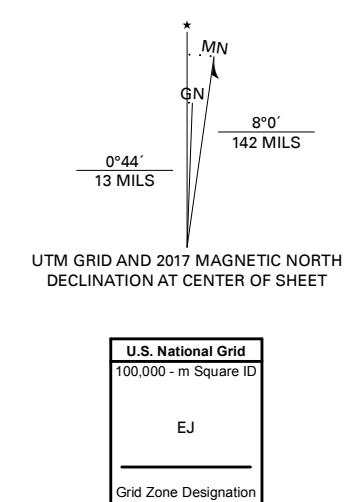 ★
MN
GN
8°0´
142 MILS
0°44´
13 MILS
UTM GRID AND 2017 MAGNETIC NORTH
DECLINATION AT CENTER OF SHEET
U.S. National Grid
100,000 - m Square ID
EJ
Grid Zone Designation